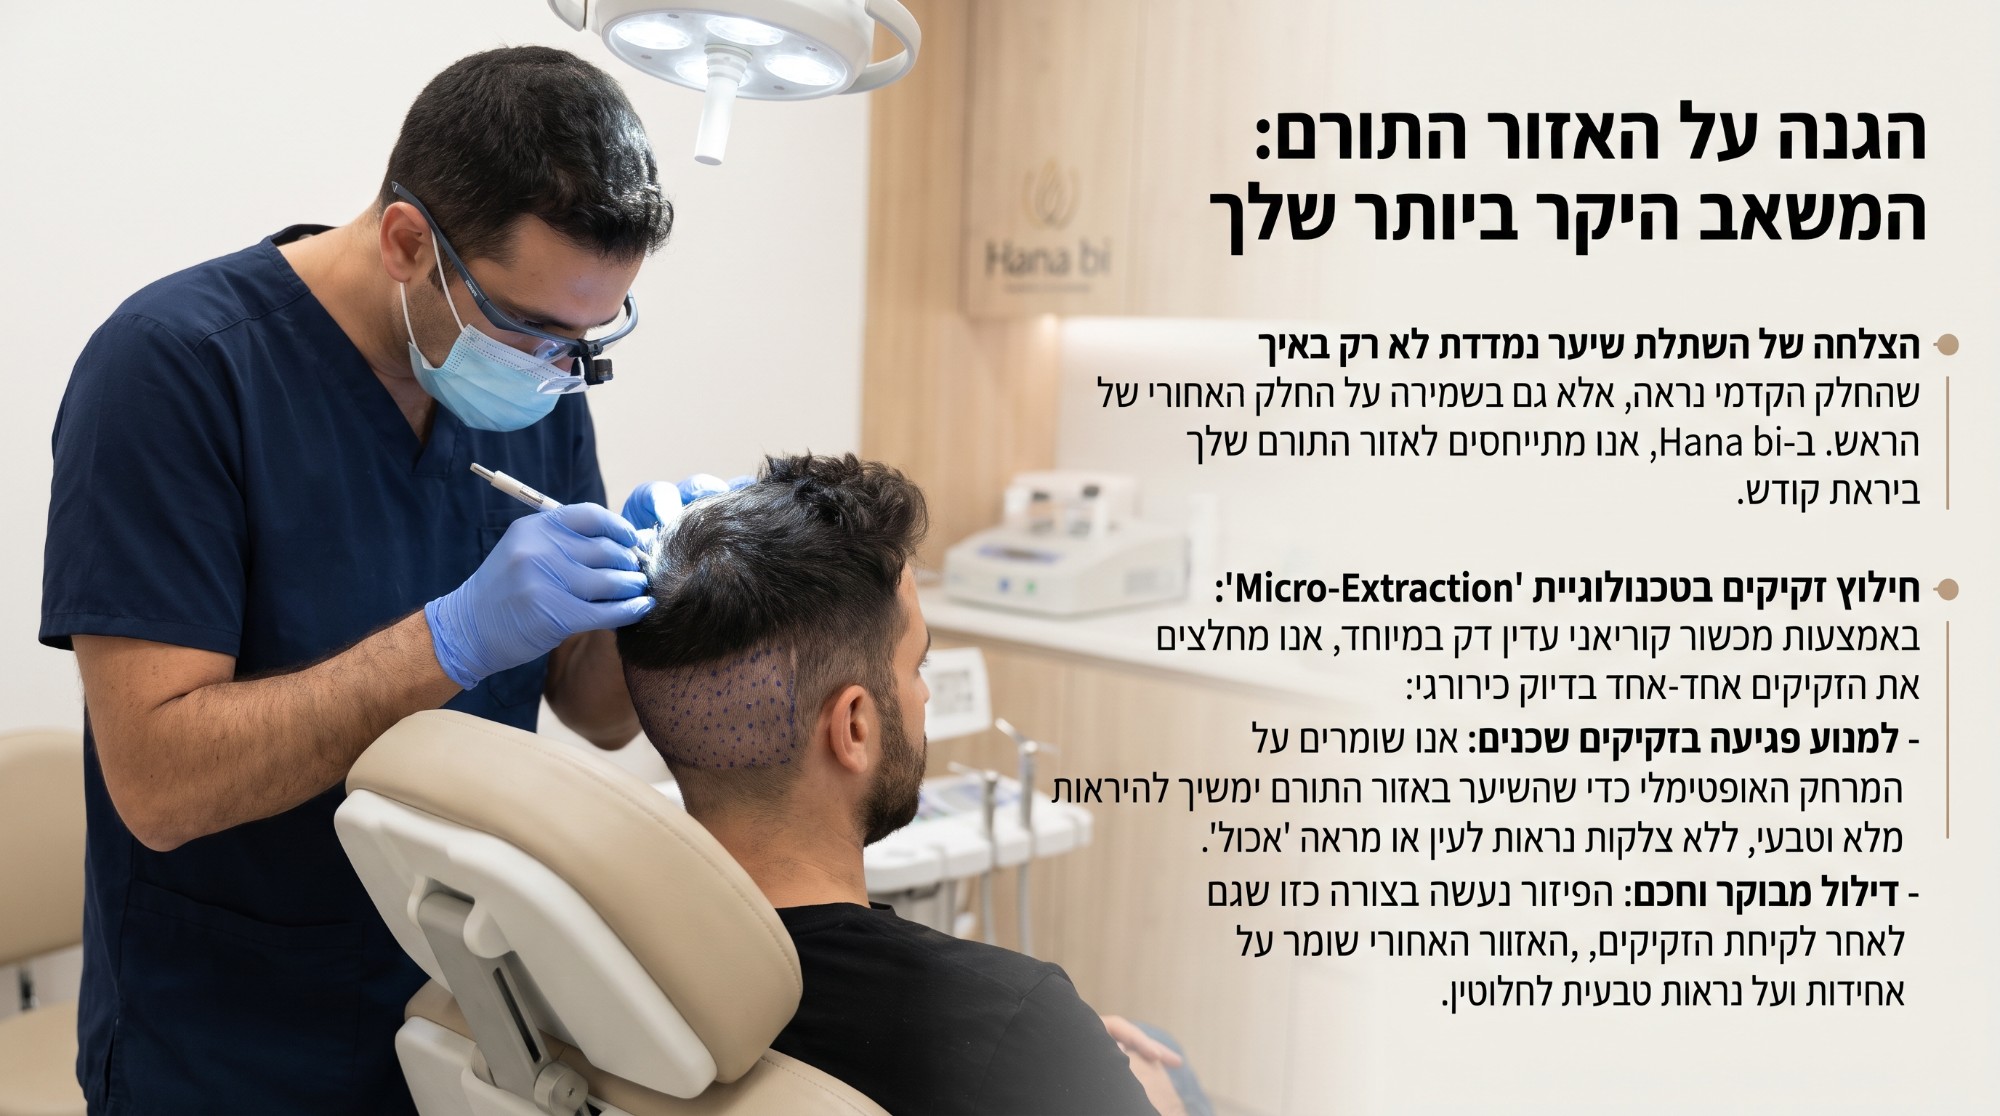 הגנה על האזור התורם:
המשאב היקר ביותר שלך
Hana bi
הצלחה של השתלת שיער נמדדת לא רק באיך
שהחלק הקדמי נראה, אלא גם בשמירה על החלק האחורי של
הראש. ב-Hana bi, אנו מתייחסים לאזור התורם שלך
ביראת קודש.
חילוץ זקיקים בטכנולוגיית 'Micro-Extraction':
באמצעות מכשור קוריאני עדין דק במיוחד, אנו מחלצים
את הזקיקים אחד-אחד בדיוק כירורגי:
- למנוע פגיעה בזקיקים שכנים: אנו שומרים על
המרחק האופטימלי כדי שהשיער באזור התורם ימשיך להיראות
מלא וטבעי, ללא צלקות נראות לעין או מראה 'אכול'.
- דילול מבוקר וחכם: הפיזור נעשה בצורה כזו שגם
לאחר לקיחת הזקיקים, ,האזוור האחורי שומר על
אחידות ועל נראות טבעית לחלוטין.